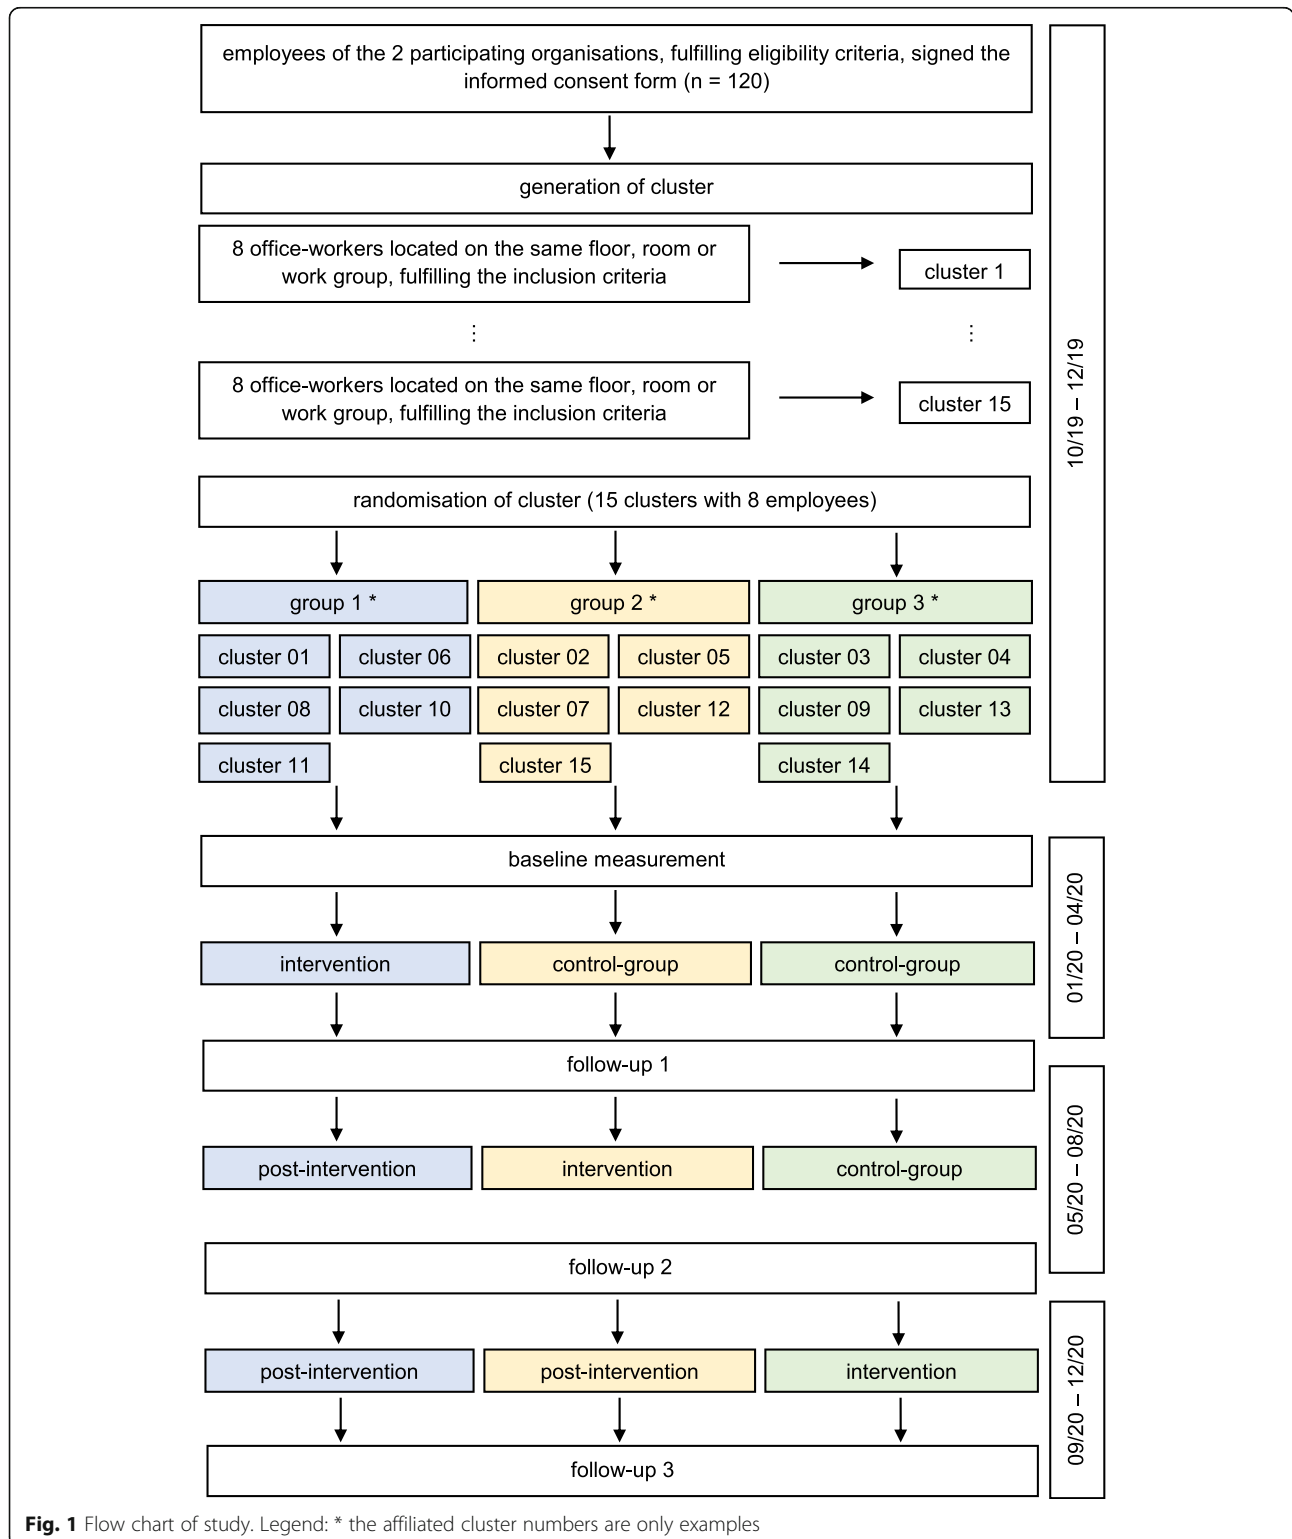 employees of the 2 participating organisations, fulfilling eligibility criteria, signed the
informed consent form (n = 120)
generation of cluster
8 office-workers located on the same floor, room or
work group, fulfilling the inclusion criteria
cluster 1
⋮ ⋮
8 office-workers located on the same floor, room or
work group, fulfilling the inclusion criteria
cluster 15
randomisation of cluster (15 clusters with 8 employees)
10/19 – 12/19
group 1 * group 2 * group 3 *
cluster 01 cluster 06 cluster 02 cluster 05 cluster 03 cluster 04
cluster 08 cluster 10 cluster 07 cluster 12 cluster 09 cluster 13
cluster 11 cluster 15 cluster 14
baseline measurement
intervention control-group control-group
01/20 – 04/20
follow-up 1
post-intervention intervention control-group
05/20 – 08/20
follow-up 2
post-intervention post-intervention intervention
09/20 – 12/20
follow-up 3
Fig. 1 Flow chart of study. Legend: * the affiliated cluster numbers are only examples